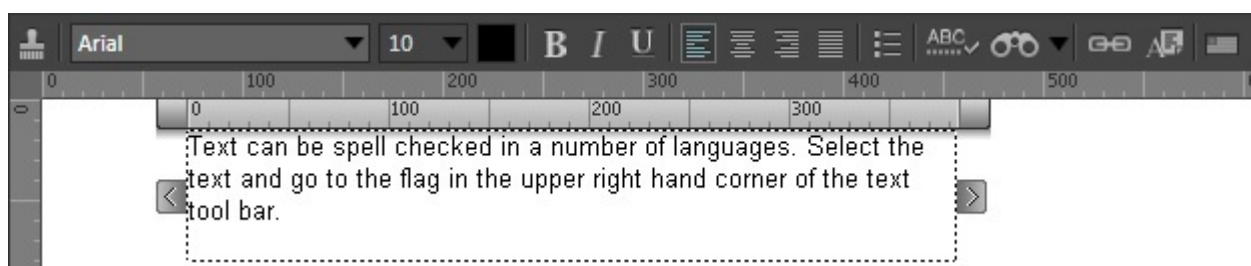 Arial 10 B I U ABC
0 100 200 300 400 500
0
0 100 200 300
Text can be spell checked in a number of languages. Select the
text and go to the flag in the upper right hand corner of the text
tool bar.